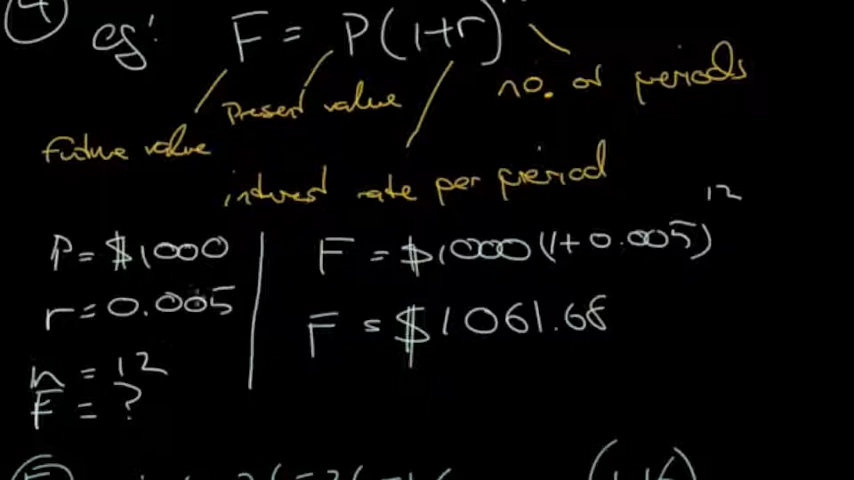 4
eg: F = P(1+r)
no. of periods
Present value
Future value
interest rate per period
P = $1000
F = $1000(1+0.005)^12
r = 0.005
F = $1061.68
n = 12
F = ?